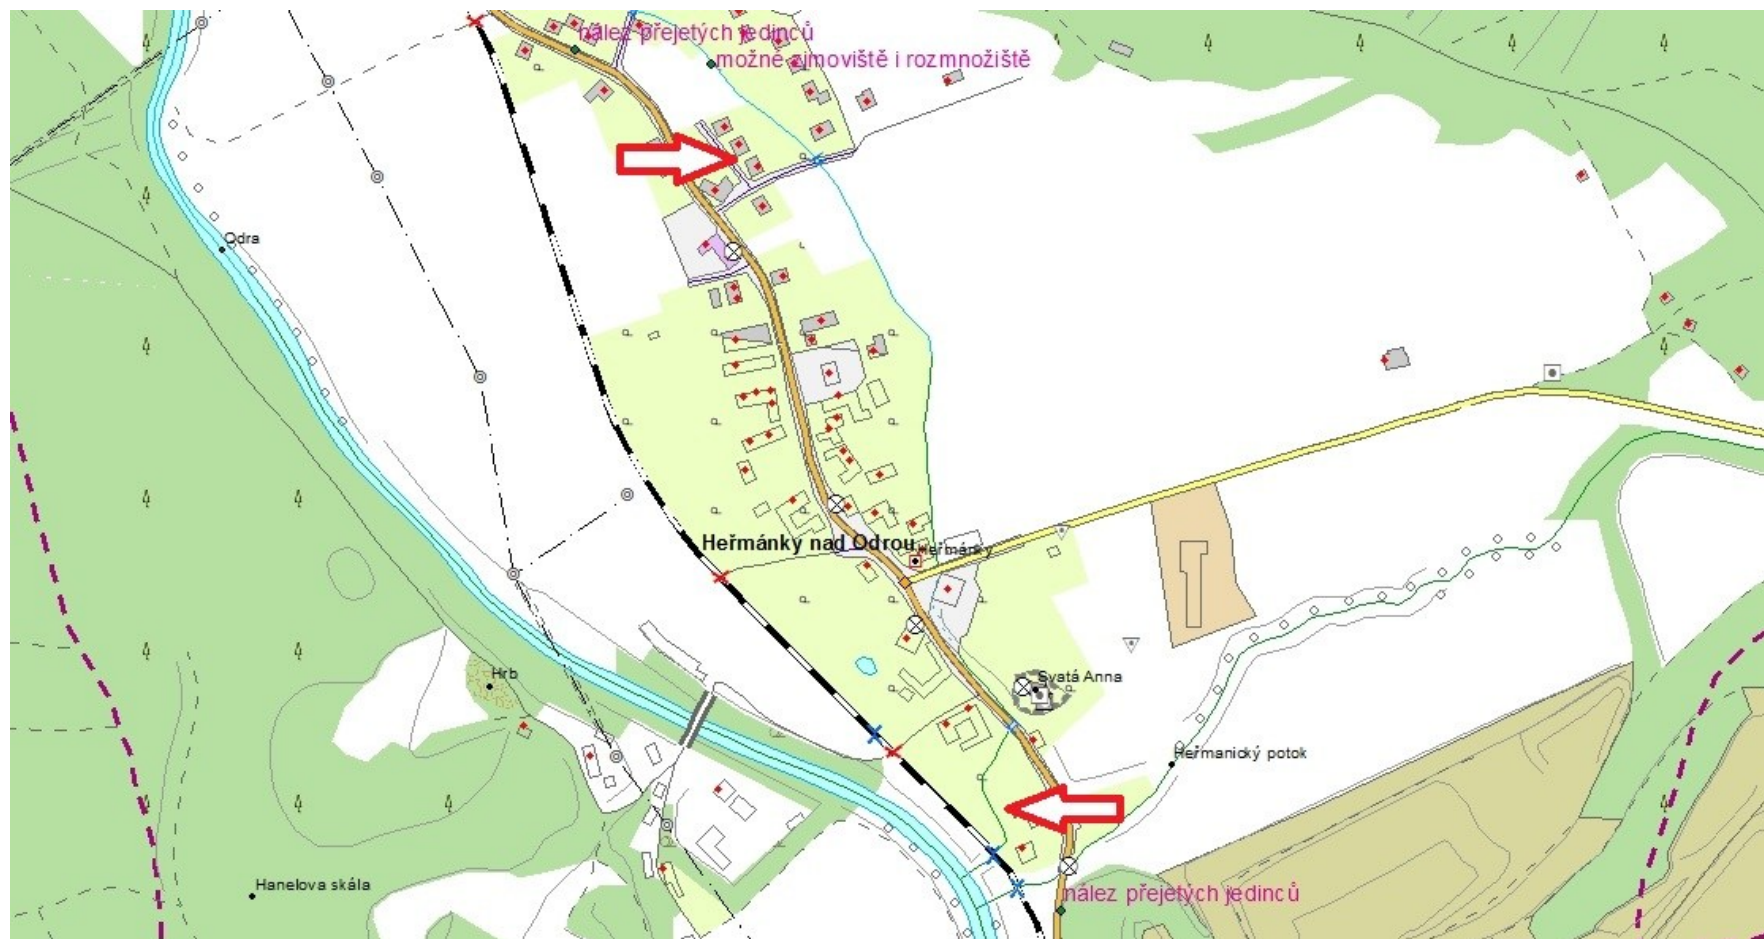 nález přejetých jedinců
možné zimoviště i rozmnožiště
Odra
Heřmánky nad Odrou
Heřmánky
Hrb
Svatá Anna
Heřmanický potok
Hanelova skála
nález přejetých jedinců